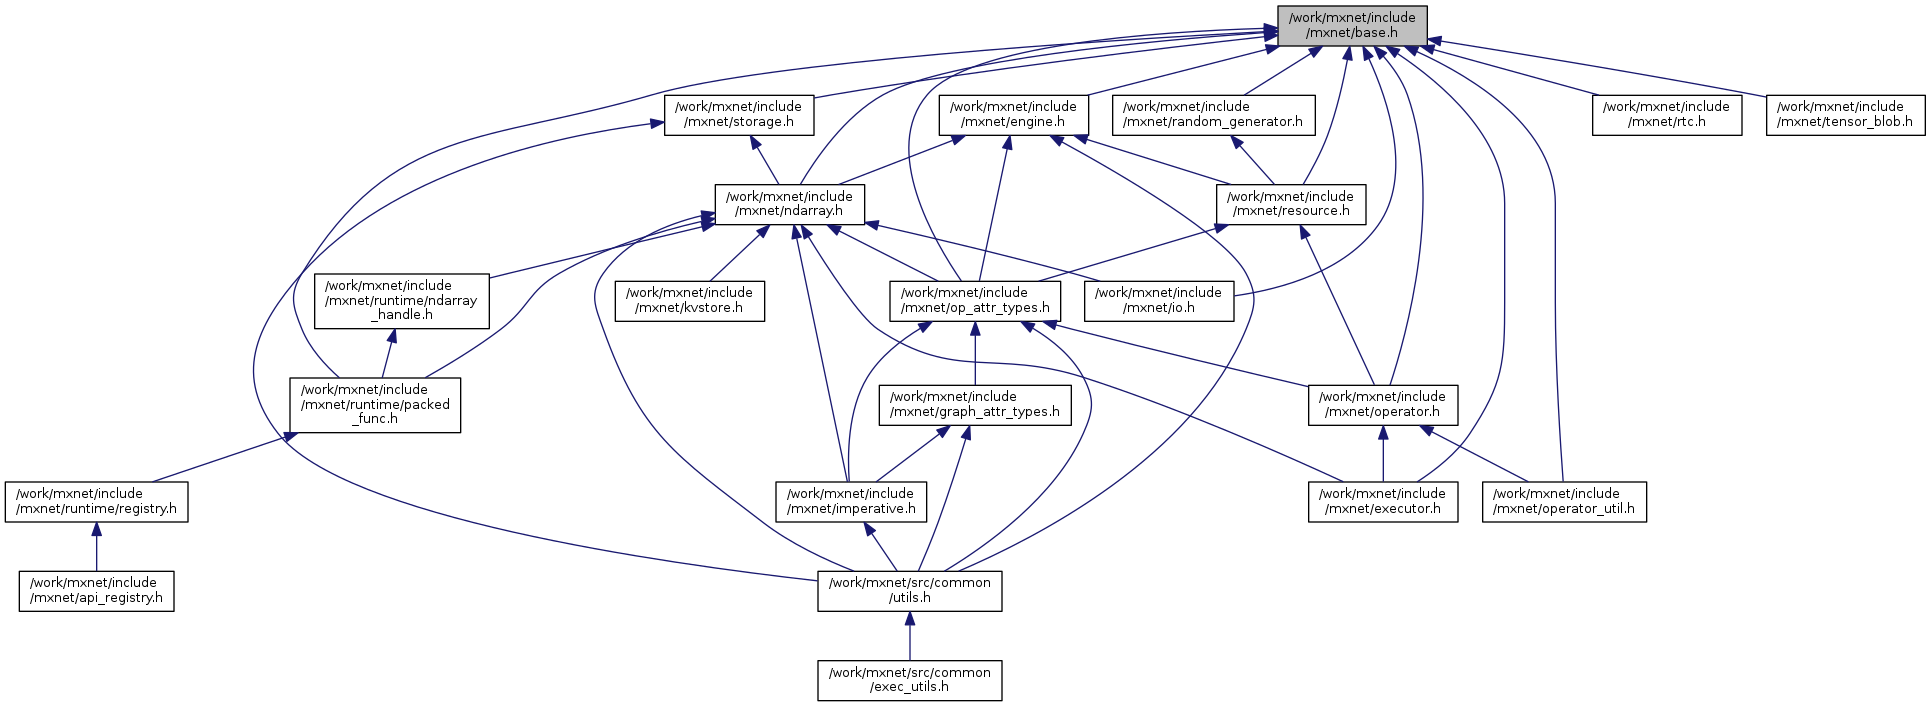 /work/mxnet/include
/mxnet/base.h
/work/mxnet/include
/mxnet/storage.h
/work/mxnet/include
/mxnet/engine.h
/work/mxnet/include
/mxnet/random_generator.h
/work/mxnet/include
/mxnet/rtc.h
/work/mxnet/include
/mxnet/tensor_blob.h
/work/mxnet/include
/mxnet/ndarray.h
/work/mxnet/include
/mxnet/resource.h
/work/mxnet/include
/mxnet/runtime/ndarray
_handle.h
/work/mxnet/include
/mxnet/kvstore.h
/work/mxnet/include
/mxnet/op_attr_types.h
/work/mxnet/include
/mxnet/io.h
/work/mxnet/include
/mxnet/runtime/packed
_func.h
/work/mxnet/include
/mxnet/graph_attr_types.h
/work/mxnet/include
/mxnet/operator.h
/work/mxnet/include
/mxnet/runtime/registry.h
/work/mxnet/include
/mxnet/imperative.h
/work/mxnet/include
/mxnet/executor.h
/work/mxnet/include
/mxnet/operator_util.h
/work/mxnet/include
/mxnet/api_registry.h
/work/mxnet/src/common
/utils.h
/work/mxnet/src/common
/exec_utils.h